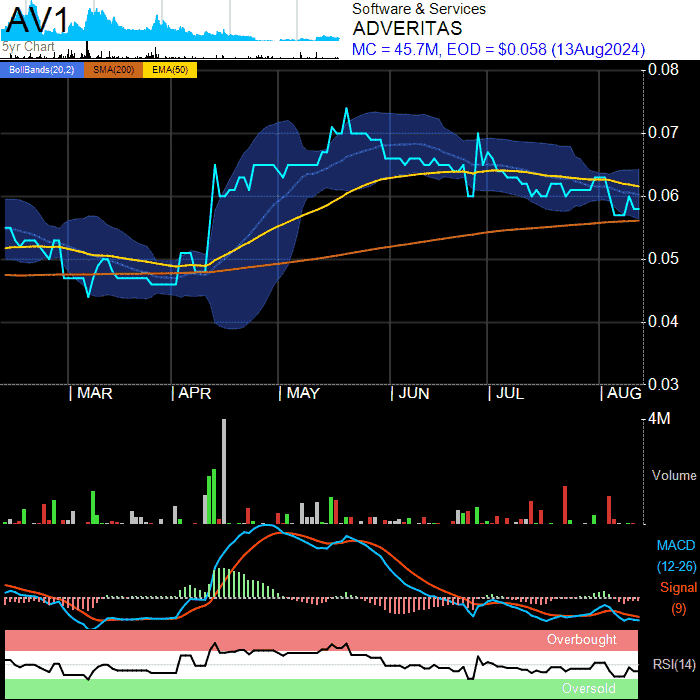 AV1
Software & Services
ADVERITAS
5yr Chart
MC = 45.7M, EOD = $0.058 (13Aug2024)
BollBands(20,2) SMA(200) EMA(50)
0.08
0.07
0.06
0.05
0.04
0.03
MAR APR MAY JUN JUL AUG
4M
Volume
MACD
(12-26)
Signal
(9)
Overbought
RSI(14)
Oversold